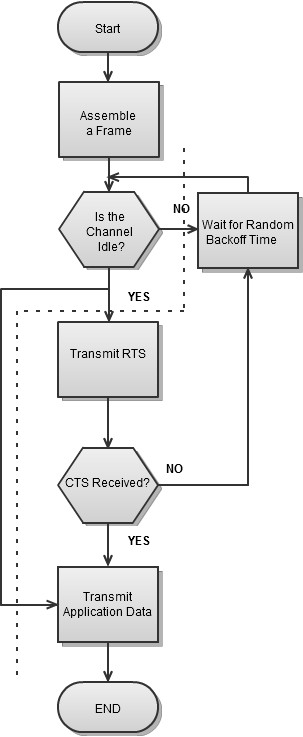 Start
Assemble
a Frame
Is the
Channel
Idle?
NO
Wait for Random
Backoff Time
YES
Transmit RTS
CTS Received?
NO
YES
Transmit
Application Data
END